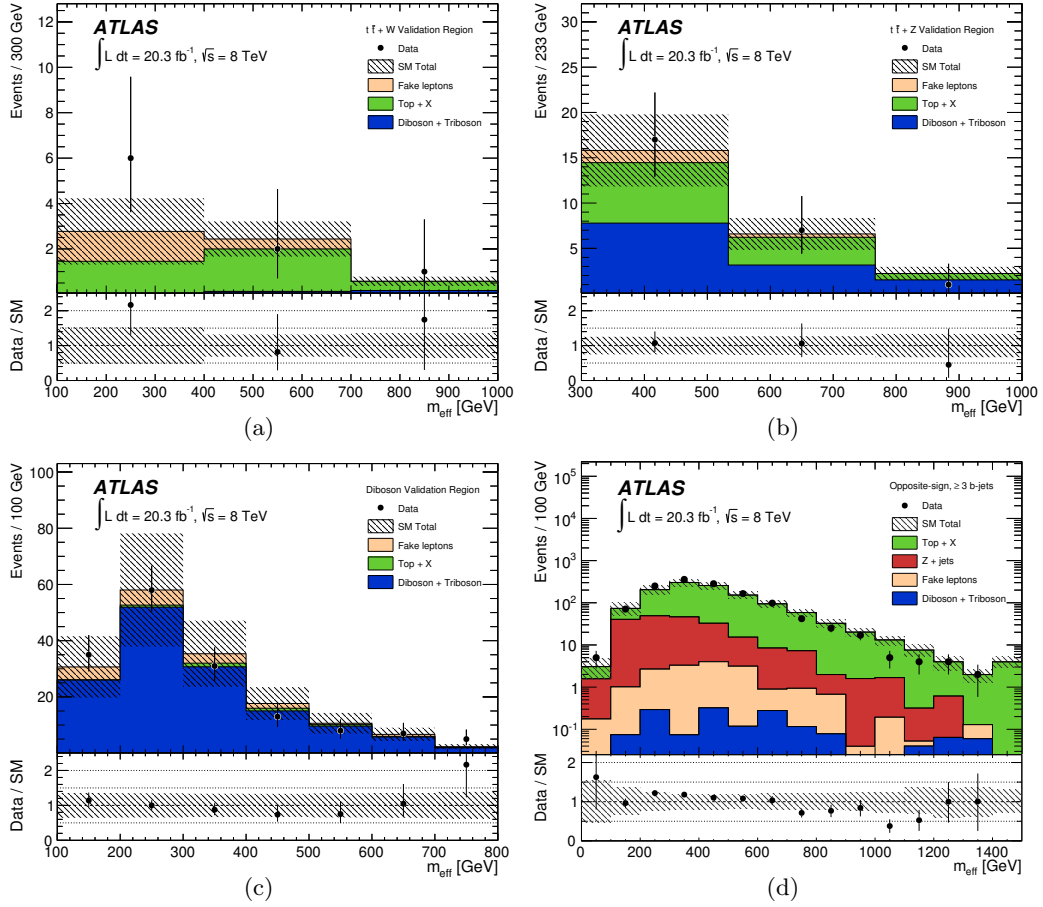 ATLAS
∫ L dt = 20.3 fb⁻¹, √s = 8 TeV
t t̄ + W Validation Region
Data
SM Total
Fake leptons
Top + X
Diboson + Triboson
Events / 300 GeV
12
10
8
6
4
2
Data / SM
2
1
0
100 200 300 400 500 600 700 800 900 1000
m_eff [GeV]
(a)
ATLAS
∫ L dt = 20.3 fb⁻¹, √s = 8 TeV
t t̄ + Z Validation Region
Data
SM Total
Fake leptons
Top + X
Diboson + Triboson
Events / 233 GeV
30
25
20
15
10
5
Data / SM
2
1
0
300 400 500 600 700 800 900 1000
m_eff [GeV]
(b)
ATLAS
∫ L dt = 20.3 fb⁻¹, √s = 8 TeV
Diboson Validation Region
Data
SM Total
Fake leptons
Top + X
Diboson + Triboson
Events / 100 GeV
100
80
60
40
20
Data / SM
2
1
0
100 200 300 400 500 600 700 800
m_eff [GeV]
(c)
ATLAS
∫ L dt = 20.3 fb⁻¹, √s = 8 TeV
Opposite-sign, ≥ 3 b-jets
Data
SM Total
Top + X
Z + jets
Fake leptons
Diboson + Triboson
Events / 100 GeV
10⁵
10⁴
10³
10²
10
1
10⁻¹
Data / SM
2
1
0
0 200 400 600 800 1000 1200 1400
m_eff [GeV]
(d)